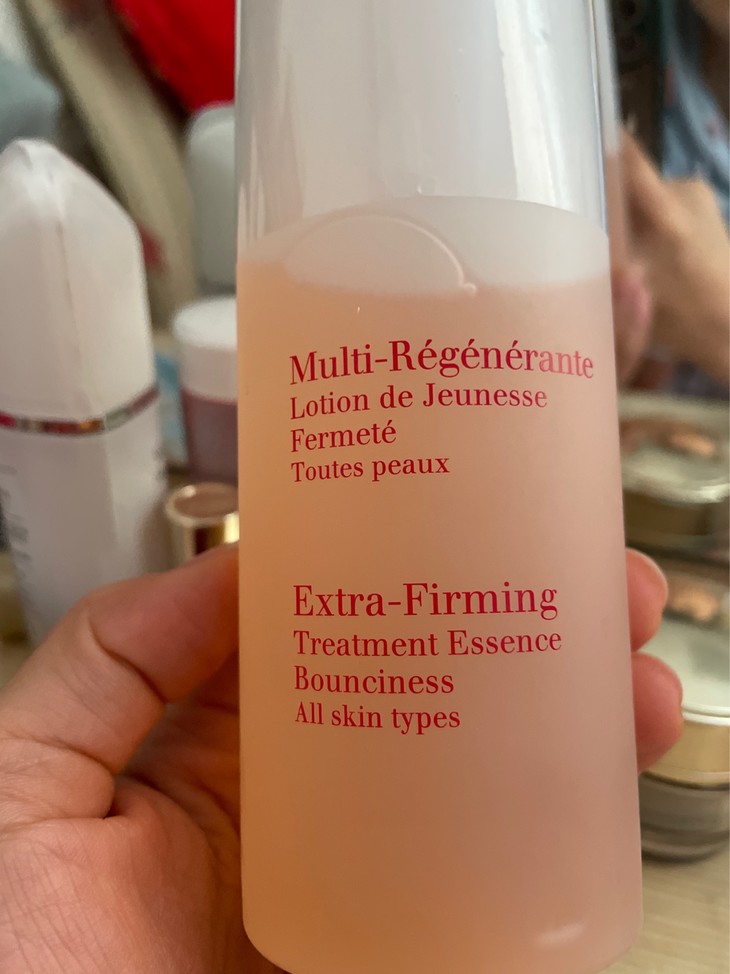 Multi-Régénérante
Lotion de Jeunesse
Fermeté
Toutes peaux
Extra-Firming
Treatment Essence
Bounciness
All skin types